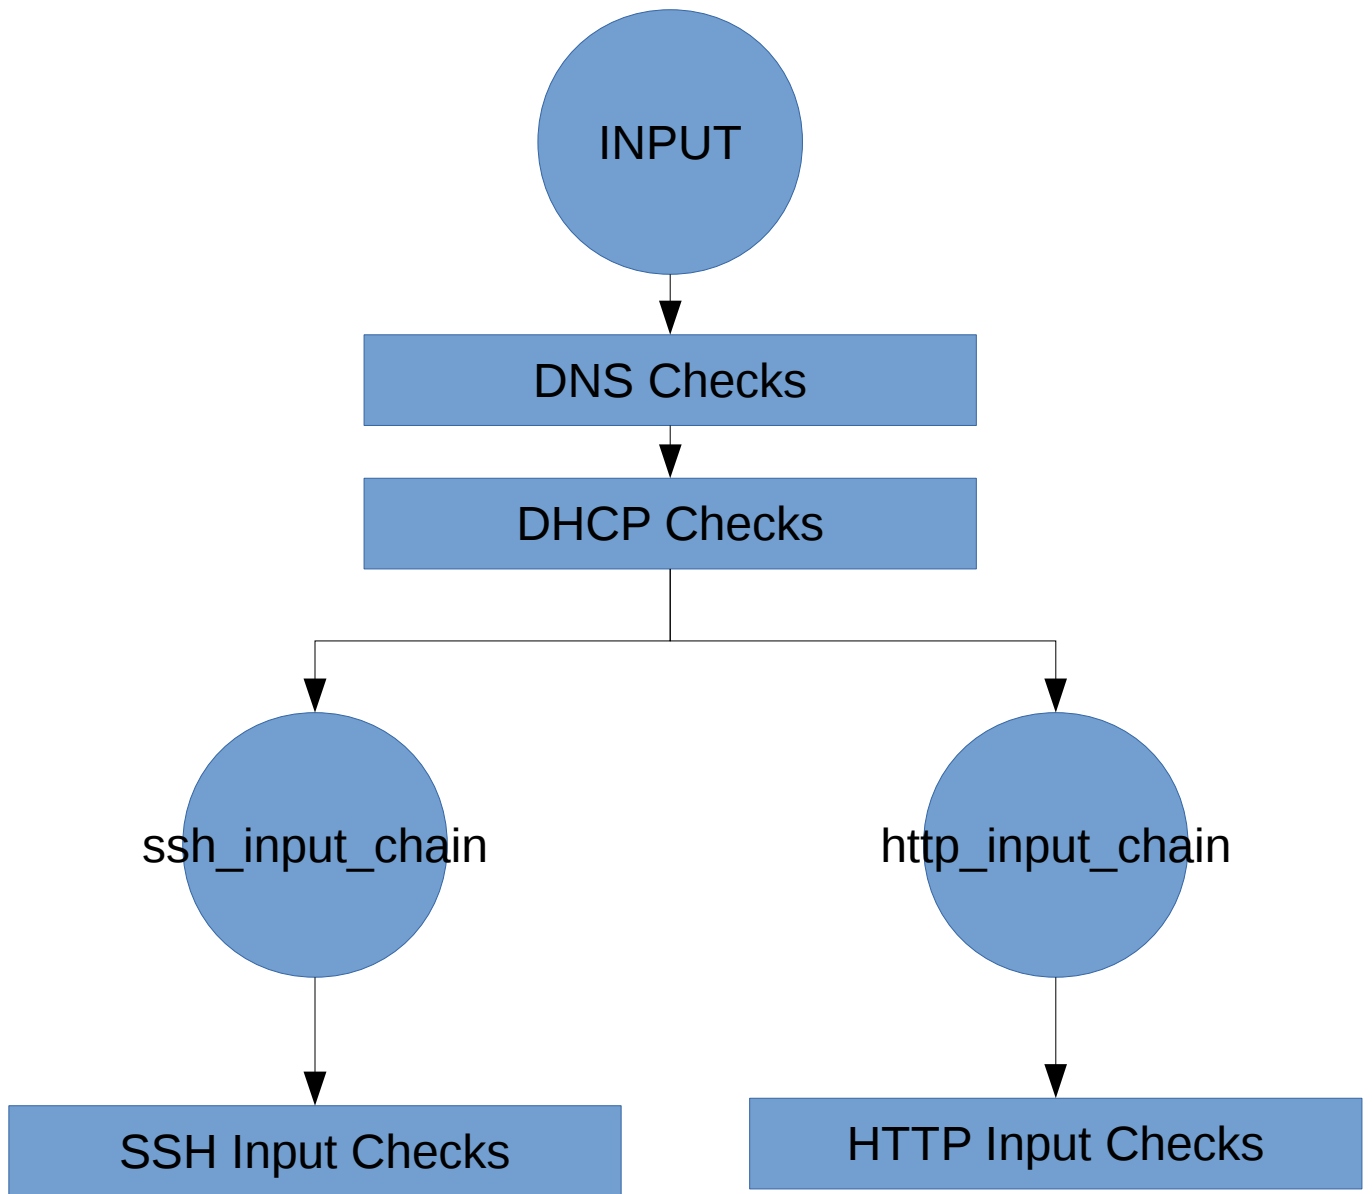 INPUT
DNS Checks
DHCP Checks
ssh_input_chain
http_input_chain
SSH Input Checks
HTTP Input Checks